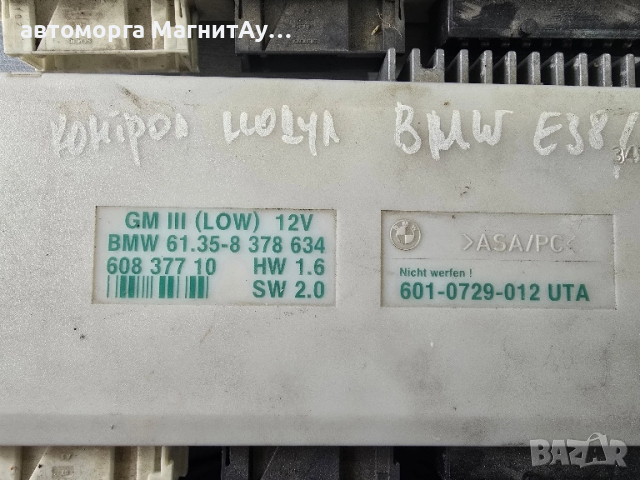 автоморга МагнитАу...
контрол модул BMW E38/
GM III (LOW) 12V
BMW 61.35-8 378 634
608 377 10 HW 1.6
SW 2.0
>ASA/PC<
Nicht werfen !
601-0729-012 UTA
BAZAR